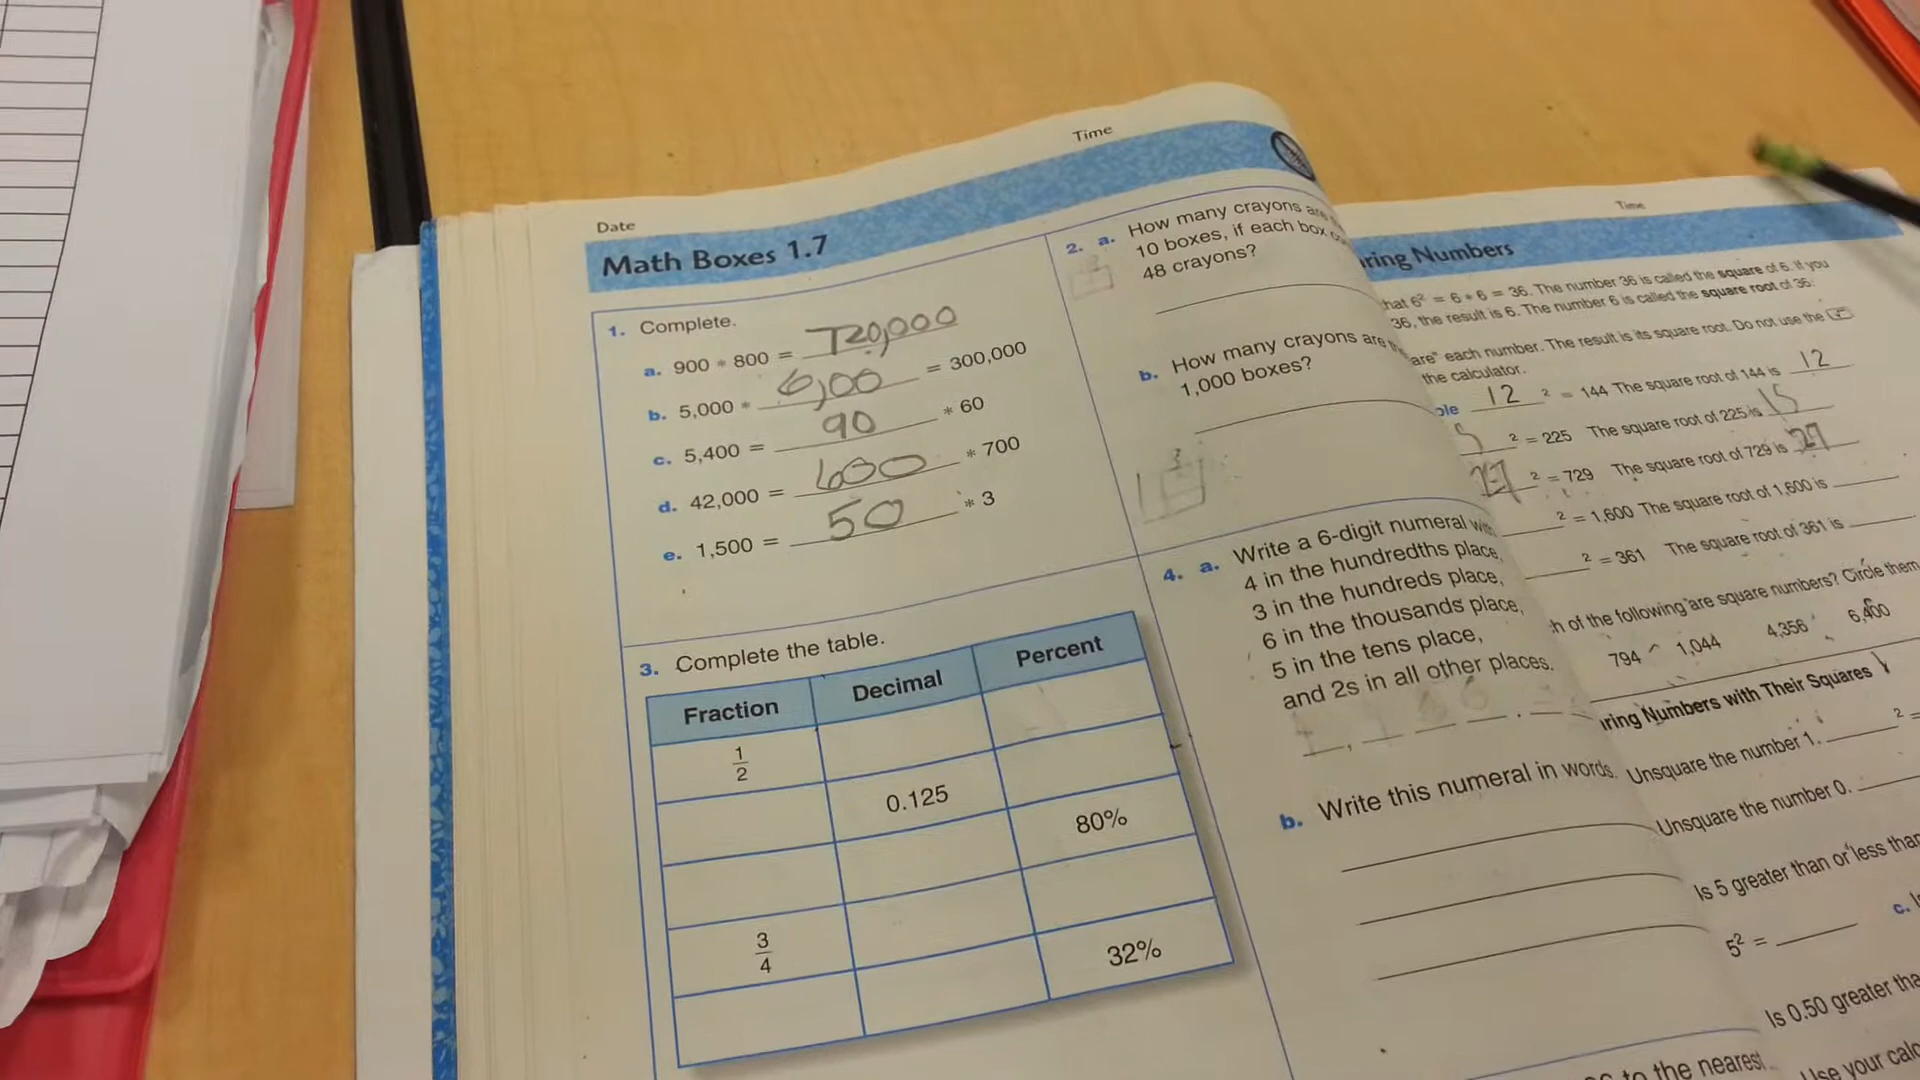 Date
Time
Math Boxes 1.7
1. Complete.
a. 900 * 800 = 720,000
b. 5,000 * 6,00 = 300,000
c. 5,400 = 90 * 60
d. 42,000 = 600 * 700
e. 1,500 = 50 * 3
2. a. How many crayons are
10 boxes, if each box
48 crayons?
b. How many crayons are
1,000 boxes?
3. Complete the table.
Fraction Decimal Percent
1/2
0.125
80%
3/4
32%
4. a. Write a 6-digit numeral
4 in the hundredths place,
3 in the hundreds place,
6 in the thousands place,
5 in the tens place,
and 2s in all other places.
b. Write this numeral in words.
to the nearest
Time
Numbers
6² = 6 * 6 = 36. The number 36 is called the square of 6. If you
36, the result is 6. The number 6 is called the square root of 36.
each number. The result is its square root. Do not use the
the calculator.
12 ² = 144 The square root of 144 is 12
5 ² = 225 The square root of 225 is 15
27 ² = 729 The square root of 729 is 27
² = 1,600 The square root of 1,600 is
² = 361 The square root of 361 is
of the following are square numbers? Circle them
794 1,044 4,356 6,400
Numbers with Their Squares
Unsquare the number 1. ² =
Unsquare the number 0.
Is 5 greater than or less than
5² = c.
Is 0.50 greater
Use your